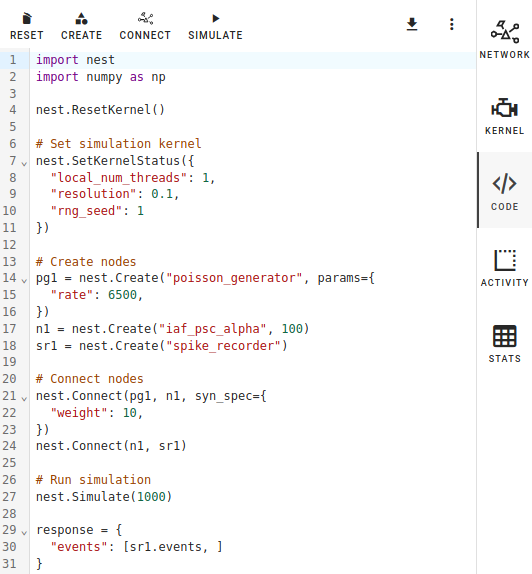 RESET CREATE CONNECT SIMULATE
NETWORK
KERNEL
CODE
ACTIVITY
STATS
1 import nest
2 import numpy as np
3
4 nest.ResetKernel()
5
6 # Set simulation kernel
7 nest.SetKernelStatus({
8   "local_num_threads": 1,
9   "resolution": 0.1,
10   "rng_seed": 1
11 })
12
13 # Create nodes
14 pg1 = nest.Create("poisson_generator", params={
15   "rate": 6500,
16 })
17 n1 = nest.Create("iaf_psc_alpha", 100)
18 sr1 = nest.Create("spike_recorder")
19
20 # Connect nodes
21 nest.Connect(pg1, n1, syn_spec={
22   "weight": 10,
23 })
24 nest.Connect(n1, sr1)
25
26 # Run simulation
27 nest.Simulate(1000)
28
29 response = {
30   "events": [sr1.events, ]
31 }